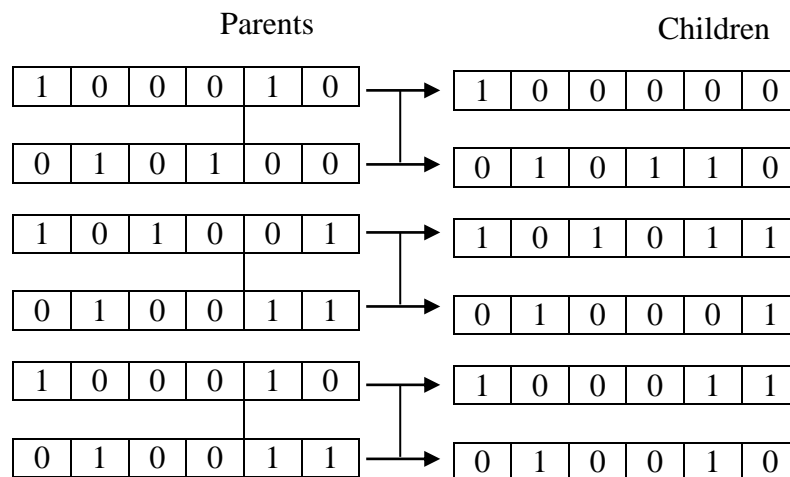 Parents Children
1 0 0 0 1 0 1 0 0 0 0 0
0 1 0 1 0 0 0 1 0 1 1 0
1 0 1 0 0 1 1 0 1 0 1 1
0 1 0 0 1 1 0 1 0 0 0 1
1 0 0 0 1 0 1 0 0 0 1 1
0 1 0 0 1 1 0 1 0 0 1 0